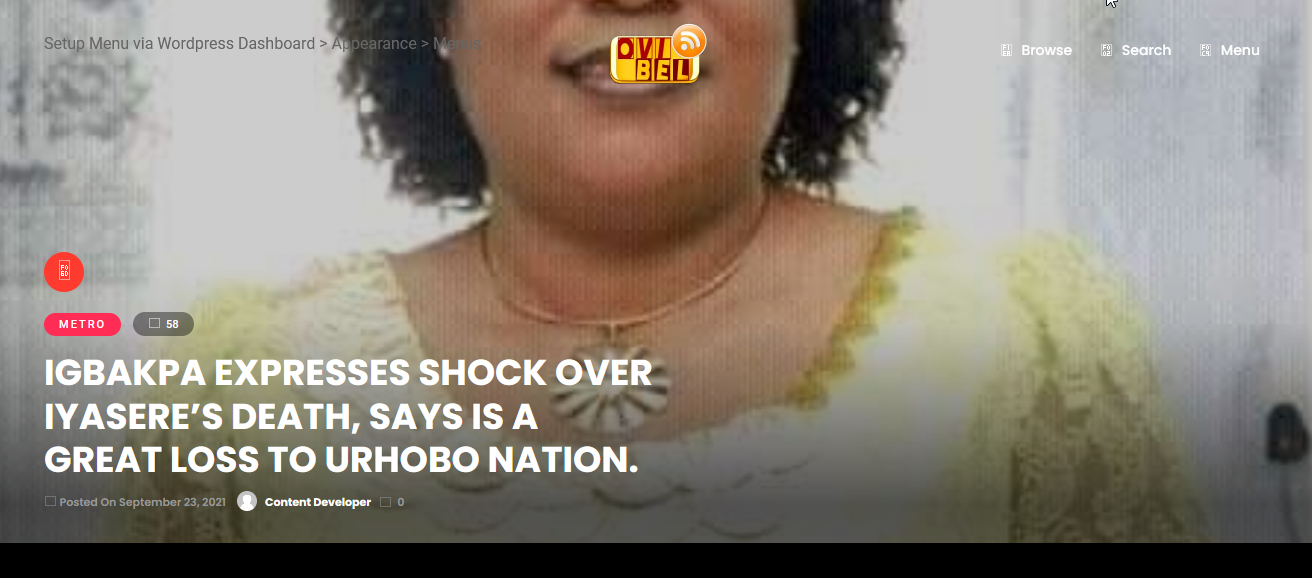 Setup Menu via Wordpress Dashboard > Appearance > Menus
OVI
BEL
Browse
Search
Menu
METRO
58
IGBAKPA EXPRESSES SHOCK OVER
IYASERE’S DEATH, SAYS IS A
GREAT LOSS TO URHOBO NATION.
Posted On September 23, 2021 Content Developer 0